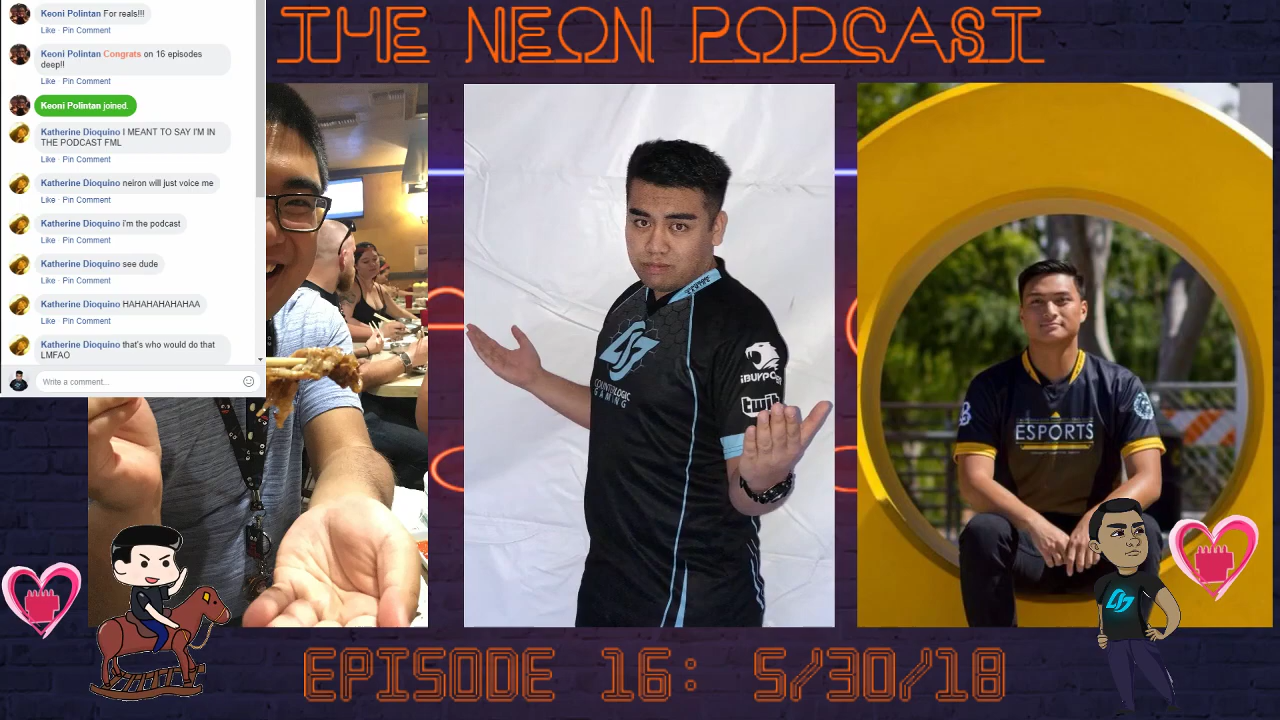 THE NEON PODCAST
Keoni Polintan For reals!!!
Like · Pin Comment
Keoni Polintan Congrats on 16 episodes
deep!!
Like · Pin Comment
Keoni Polintan joined.
Katherine Dioquino I MEANT TO SAY I'M IN
THE PODCAST FML
Like · Pin Comment
Katherine Dioquino neiron will just voice me
Like · Pin Comment
Katherine Dioquino i'm the podcast
Like · Pin Comment
Katherine Dioquino see dude
Like · Pin Comment
Katherine Dioquino HAHAHAHAHAHAA
Like · Pin Comment
Katherine Dioquino that's who would do that
LMFAO
Write a comment...
COUNTER LOGIC
GAMING
iBUYPO
twit
ESPORTS
EPISODE 16: 5/30/18